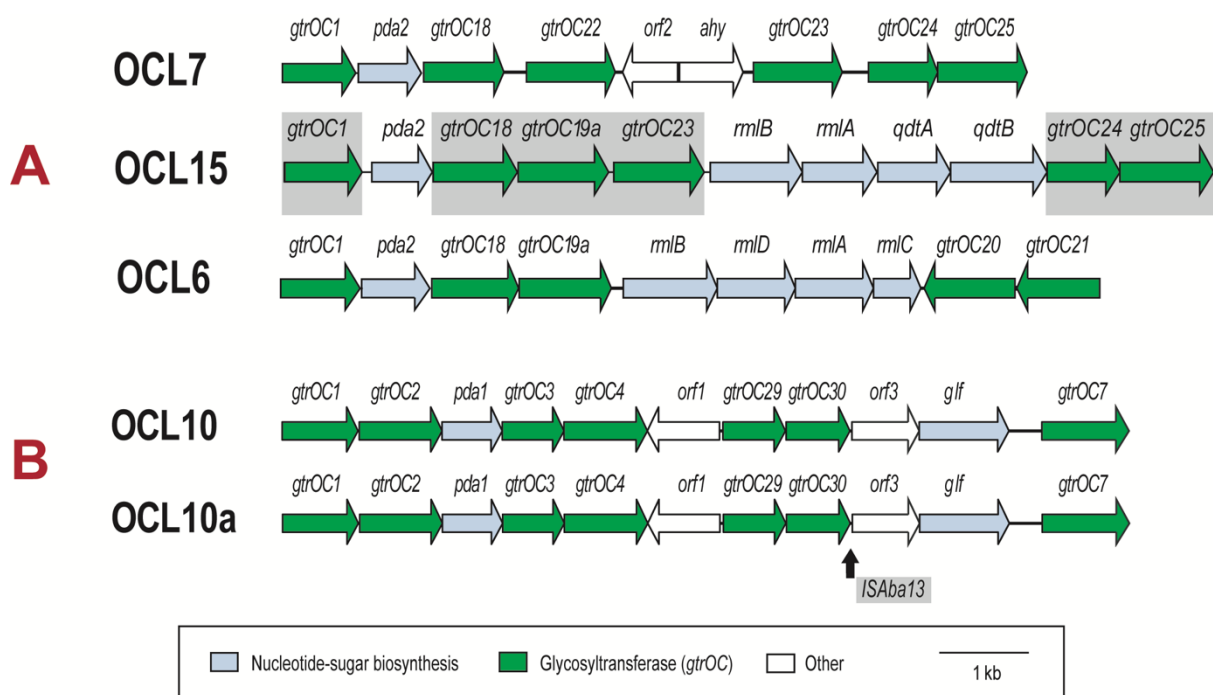 gtrOC1 pda2 gtrOC18 gtrOC22 orf2 ahy gtrOC23 gtrOC24 gtrOC25
OCL7
A
gtrOC1 pda2 gtrOC18 gtrOC19a gtrOC23 rmlB rmlA qdtA qdtB gtrOC24 gtrOC25
OCL15
gtrOC1 pda2 gtrOC18 gtrOC19a rmlB rmlD rmlA rmlC gtrOC20 gtrOC21
OCL6
B
gtrOC1 gtrOC2 pda1 gtrOC3 gtrOC4 orf1 gtrOC29 gtrOC30 orf3 glf gtrOC7
OCL10
gtrOC1 gtrOC2 pda1 gtrOC3 gtrOC4 orf1 gtrOC29 gtrOC30 orf3 glf gtrOC7
OCL10a
ISAba13
Nucleotide-sugar biosynthesis Glycosyltransferase (gtrOC) Other 1 kb